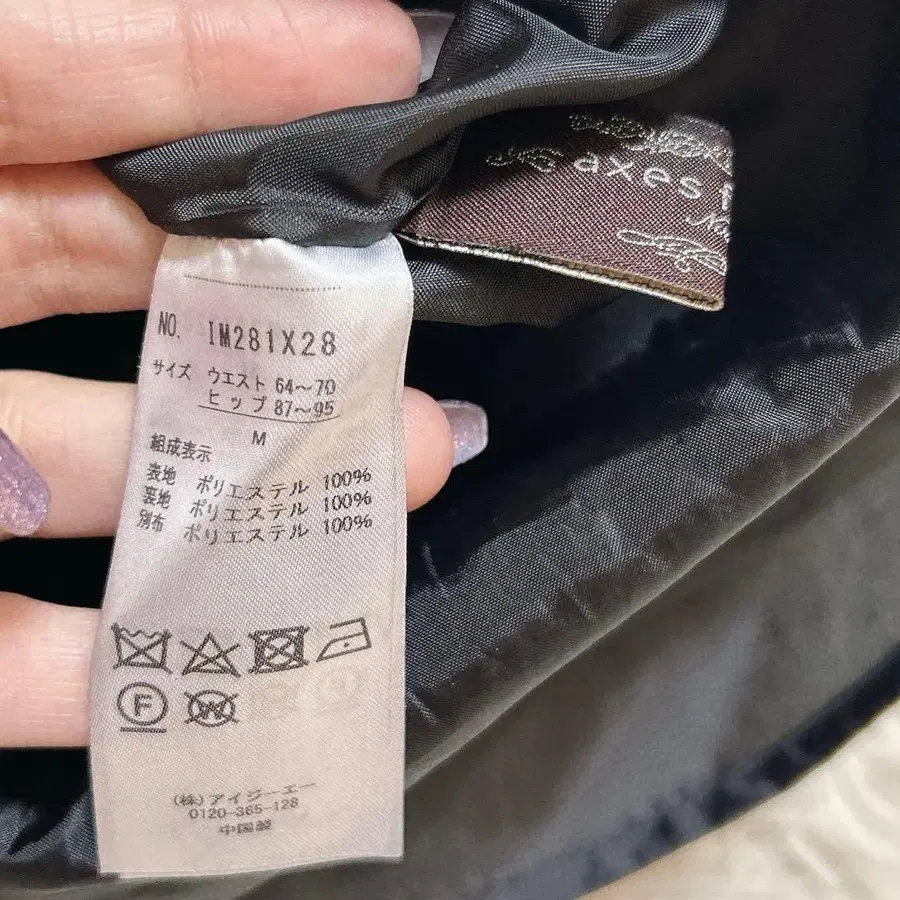 axes f
NO. IM281X28
サイズ ウエスト 64～70
ヒップ 87～95
M
組成表示
表地 ポリエステル 100%
裏地 ポリエステル 100%
別布 ポリエステル 100%
F
W
(株)アイジーエー
0120-365-128
中国製